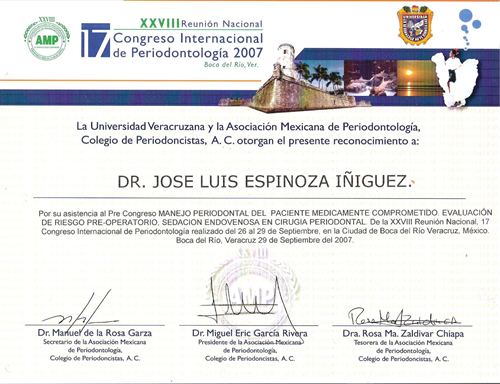 XXVIII
AMP
XXVIII Reunión Nacional
17 Congreso Internacional
de Periodontología 2007
Boca del Río, Ver.
La Universidad Veracruzana y la Asociación Mexicana de Periodontología,
Colegio de Periodoncistas, A. C. otorgan el presente reconocimiento a:
DR. JOSE LUIS ESPINOZA IÑIGUEZ.
Por su asistencia al Pre Congreso MANEJO PERIODONTAL DEL PACIENTE MEDICAMENTE COMPROMETIDO. EVALUACIÓN
DE RIESGO PRE-OPERATORIO, SEDACION ENDOVENOSA EN CIRUGIA PERIODONTAL. De la XXVIII Reunión Nacional, 17
Congreso Internacional de Periodontología realizado del 26 al 29 de Septiembre, en la Ciudad de Boca del Río Veracruz, México.
Boca del Río, Veracruz 29 de Septiembre del 2007.
XXVIII
AMP
Rosa Ma Zaldivar
Dr. Manuel de la Rosa Garza
Secretario de la Asociación Mexicana
de Periodontología,
Colegio de Periodoncistas, A. C.
Dr. Miguel Eric García Rivera
Presidente de la Asociación Mexicana
de Periodontología,
Colegio de Periodoncistas, A. C.
Dra. Rosa Ma. Zaldivar Chiapa
Tesorera de la Asociación Mexicana
de Periodontología,
Colegio de Periodoncistas, A. C.